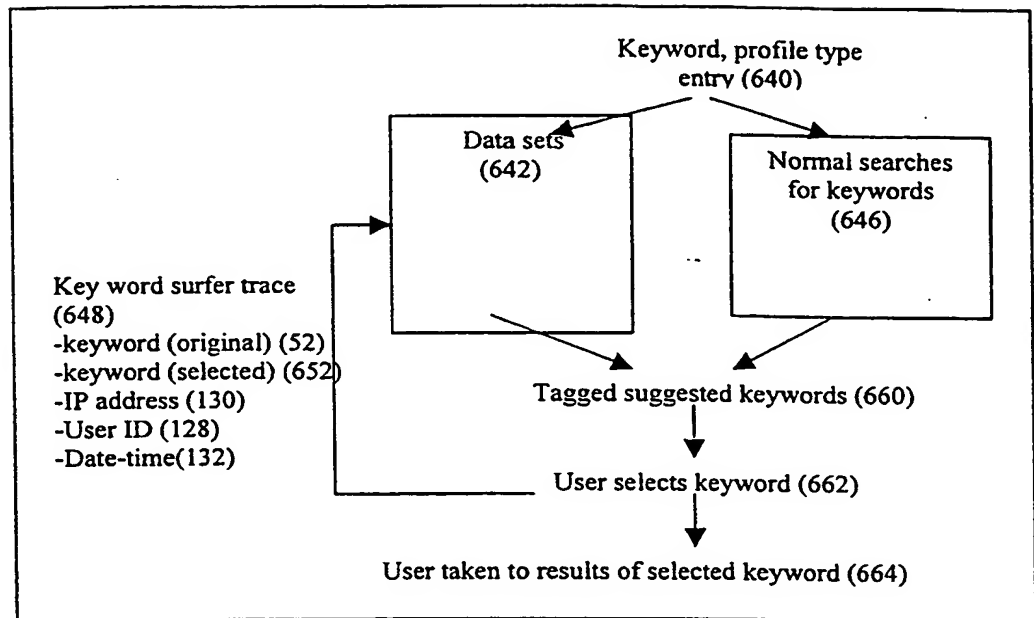 Keyword, profile type
entry (640)
Data sets
(642)
Normal searches
for keywords
(646)
Key word surfer trace
(648)
-keyword (original) (52)
-keyword (selected) (652)
-IP address (130)
-User ID (128)
-Date-time(132)
Tagged suggested keywords (660)
User selects keyword (662)
User taken to results of selected keyword (664)